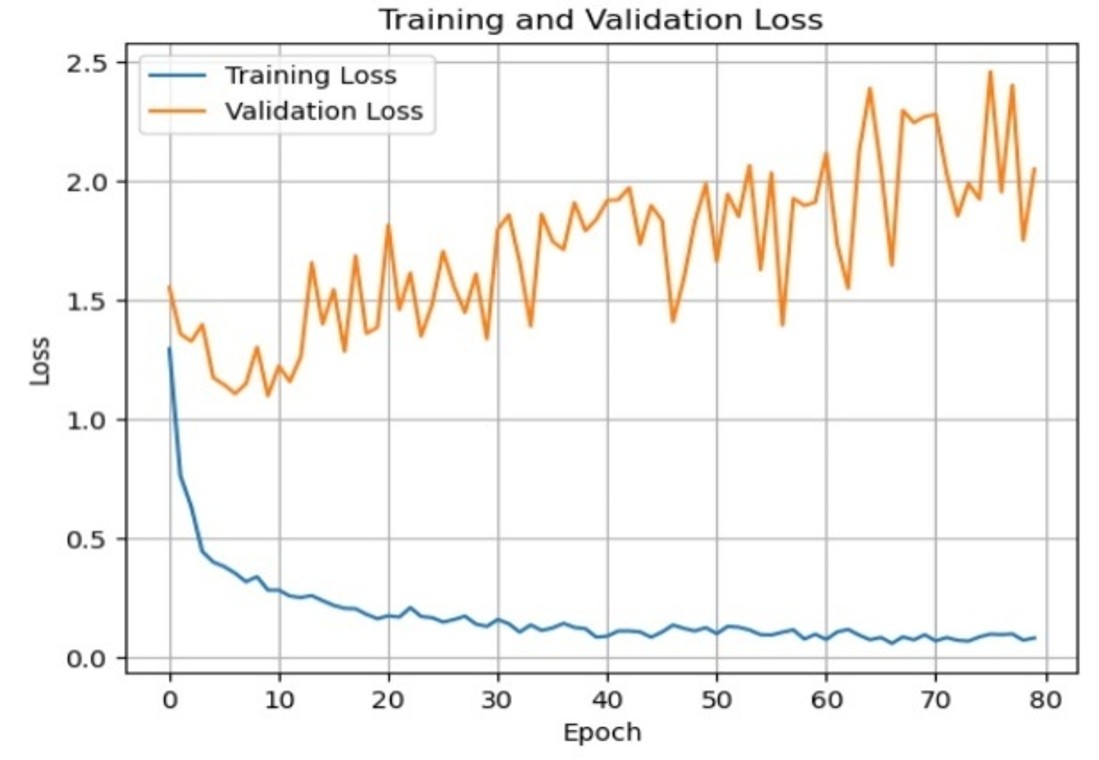 Training and Validation Loss
Training Loss
Validation Loss
2.5
2.0
1.5
1.0
0.5
0.0
Loss
0 10 20 30 40 50 60 70 80
Epoch